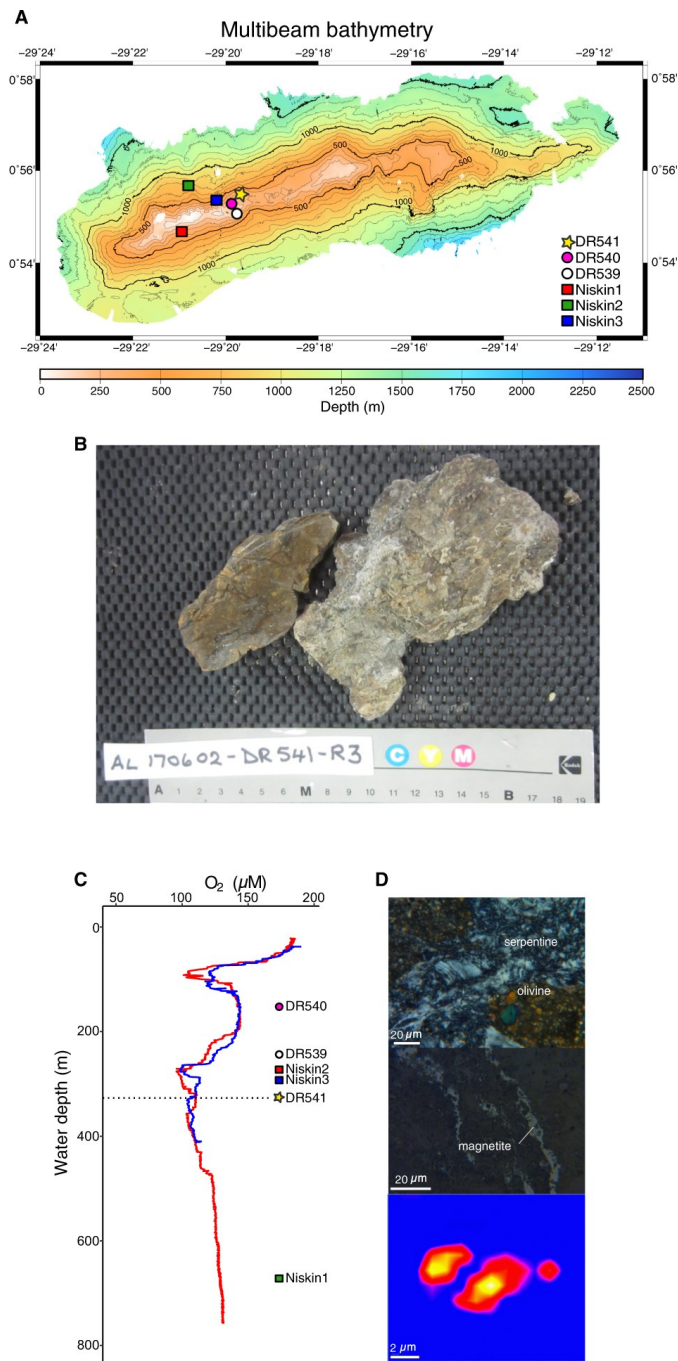 A
Multibeam bathymetry
−29°24' −29°22' −29°20' −29°18' −29°16' −29°14' −29°12'
0°58' 0°58'
0°56' 0°56'
0°54' 0°54'
1000
500
1000
500
500
1000
1000
500
1000
DR541
DR540
DR539
Niskin1
Niskin2
Niskin3
−29°24' −29°22' −29°20' −29°18' −29°16' −29°14' −29°12'
0 250 500 750 1000 1250 1500 1750 2000 2250 2500
Depth (m)
B
AL 170602-DR541-R3
C Y M
Kodak
A 1 2 3 4 5 6 M 8 9 10 11 12 13 14 15 B 17 18 19
C
O2 (µM)
50 100 150 200
0
200
400
600
800
Water depth (m)
DR540
DR539
Niskin2
Niskin3
DR541
Niskin1
D
serpentine
olivine
20 µm
magnetite
20 µm
2 µm